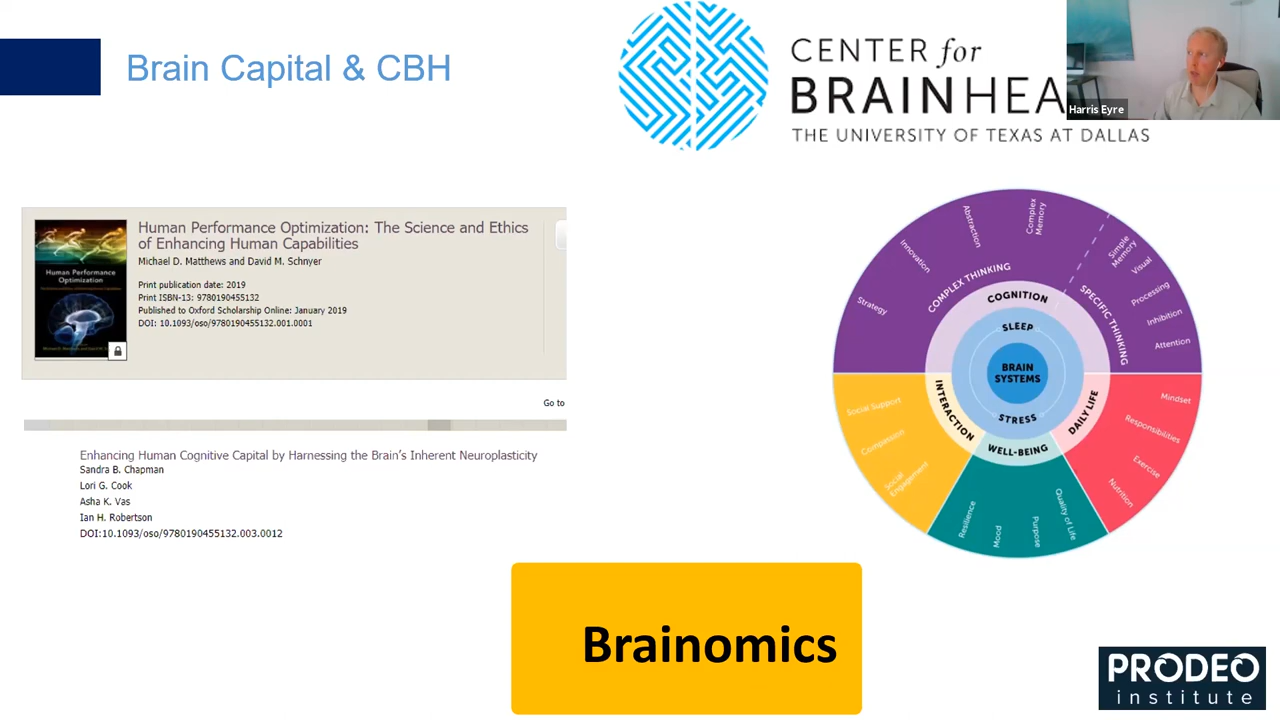 Brain Capital & CBH
CENTER for
BRAINHEA
THE UNIVERSITY OF TEXAS AT DALLAS
Harris Eyre
Human Performance
Optimization
Human Performance Optimization: The Science and Ethics
of Enhancing Human Capabilities
Michael D. Matthews and David M. Schnyer
Print publication date: 2019
Print ISBN-13: 9780190455132
Published to Oxford Scholarship Online: January 2019
DOI: 10.1093/oso/9780190455132.001.0001
Go to
Enhancing Human Cognitive Capital by Harnessing the Brain's Inherent Neuroplasticity
Sandra B. Chapman
Lori G. Cook
Asha K. Vas
Ian H. Robertson
DOI:10.1093/oso/9780190455132.003.0012
COMPLEX THINKING
Strategy
Innovation
Abstraction
Complex
Memory
SPECIFIC THINKING
Simple
Memory
Visual
Processing
Inhibition
Attention
COGNITION
SLEEP
BRAIN
SYSTEMS
STRESS
INTERACTION
Social Support
Compassion
Social
Engagement
WELL-BEING
Resilience
Mood
Purpose
Quality of Life
DAILY LIFE
Mindset
Responsibilities
Exercise
Nutrition
Brainomics
PRODEO
institute